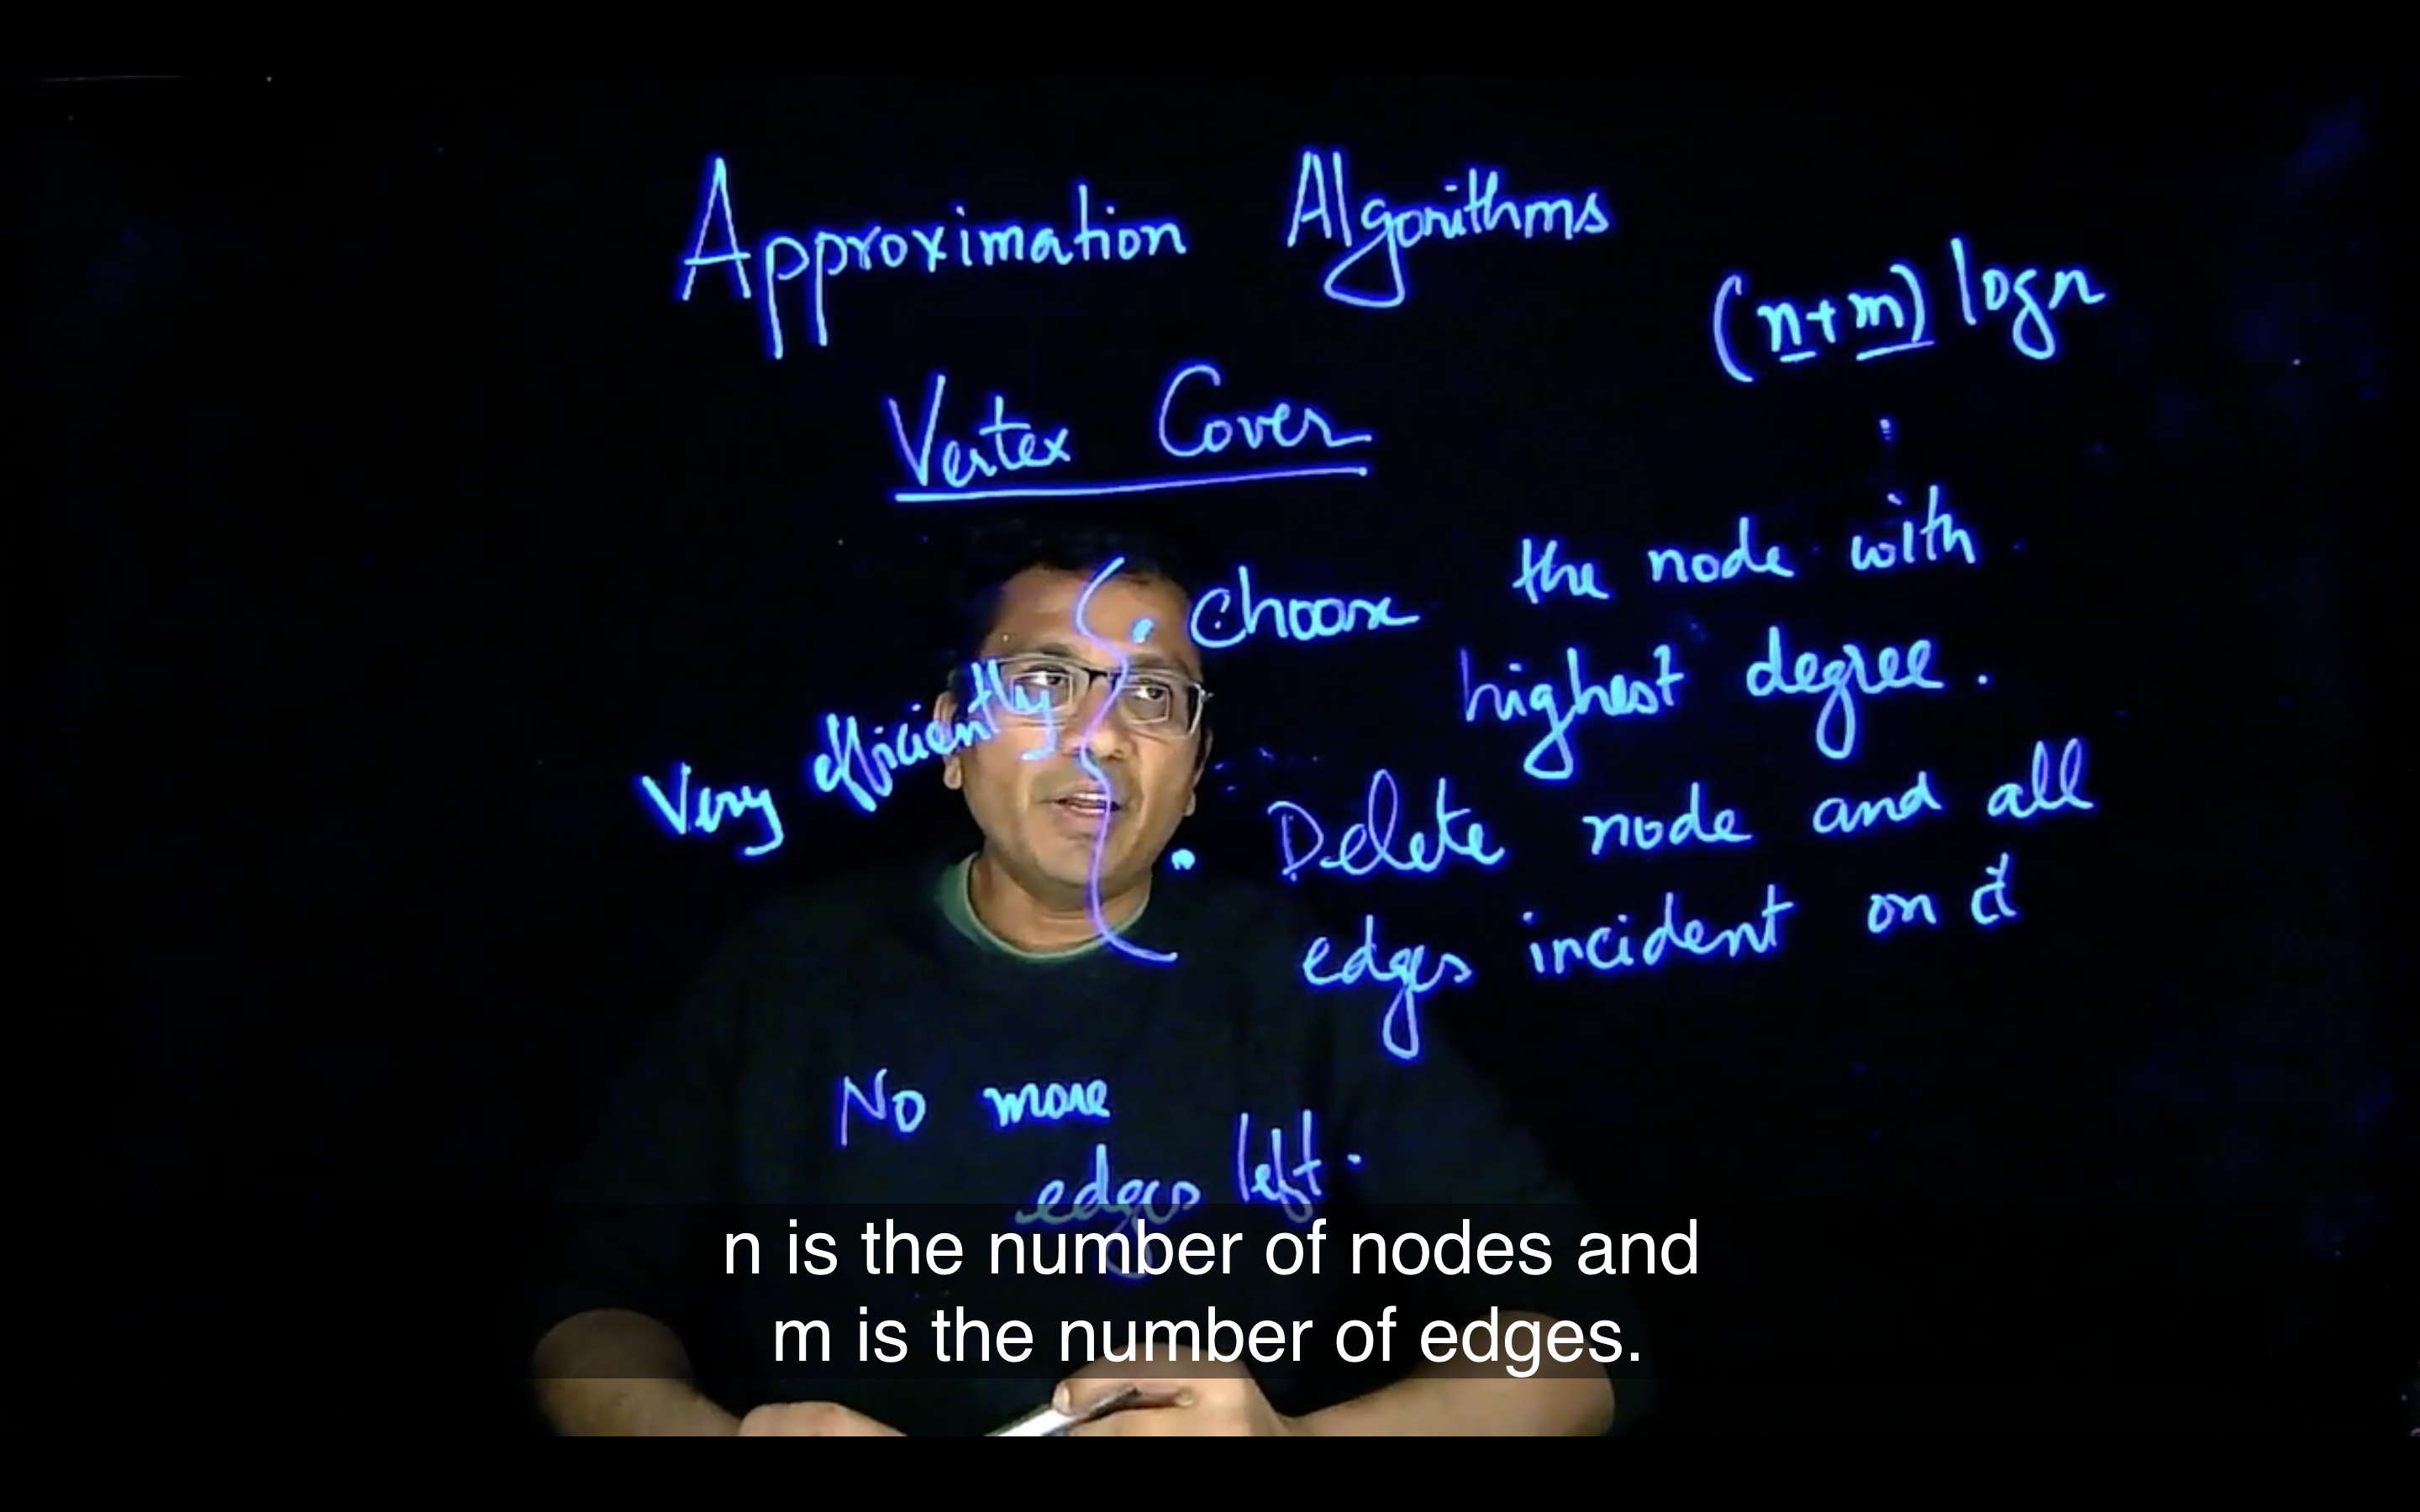 Approximation Algorithms
(n+m) logn
Vertex Cover
• Choose the node with
highest degree.
Very efficiently
• Delete node and all
edges incident on it
No more
edges left.
n is the number of nodes and
m is the number of edges.